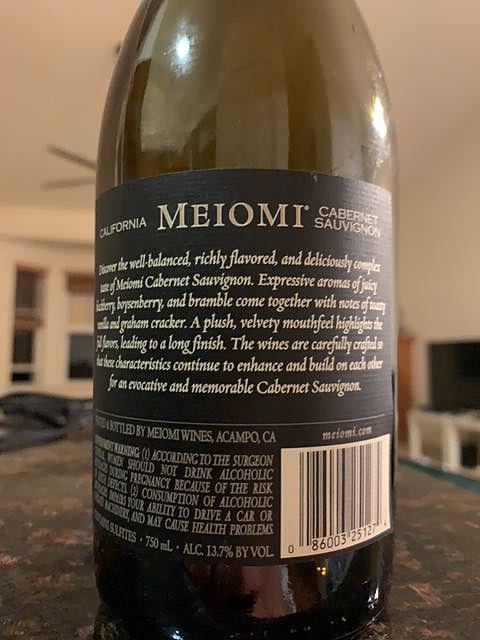 CALIFORNIA MEIOMI® CABERNET SAUVIGNON
Discover the well-balanced, richly flavored, and deliciously complex
taste of Meiomi Cabernet Sauvignon. Expressive aromas of juicy
boysenberry, and bramble come together with notes of toasty
vanilla and graham cracker. A plush, velvety mouthfeel highlights the
full flavors, leading to a long finish. The wines are carefully crafted so
that these characteristics continue to enhance and build on each other
for an evocative and memorable Cabernet Sauvignon.
& BOTTLED BY MEIOMI WINES, ACAMPO, CA
meiomi.com
WARNING: (1) ACCORDING TO THE SURGEON
WOMEN SHOULD NOT DRINK ALCOHOLIC
DURING PREGNANCY BECAUSE OF THE RISK
DEFECTS. (2) CONSUMPTION OF ALCOHOLIC
IMPAIRS YOUR ABILITY TO DRIVE A CAR OR
MACHINERY, AND MAY CAUSE HEALTH PROBLEMS.
SULFITES • 750 mL • ALC. 13.7% BY VOL.
0 86003 25127